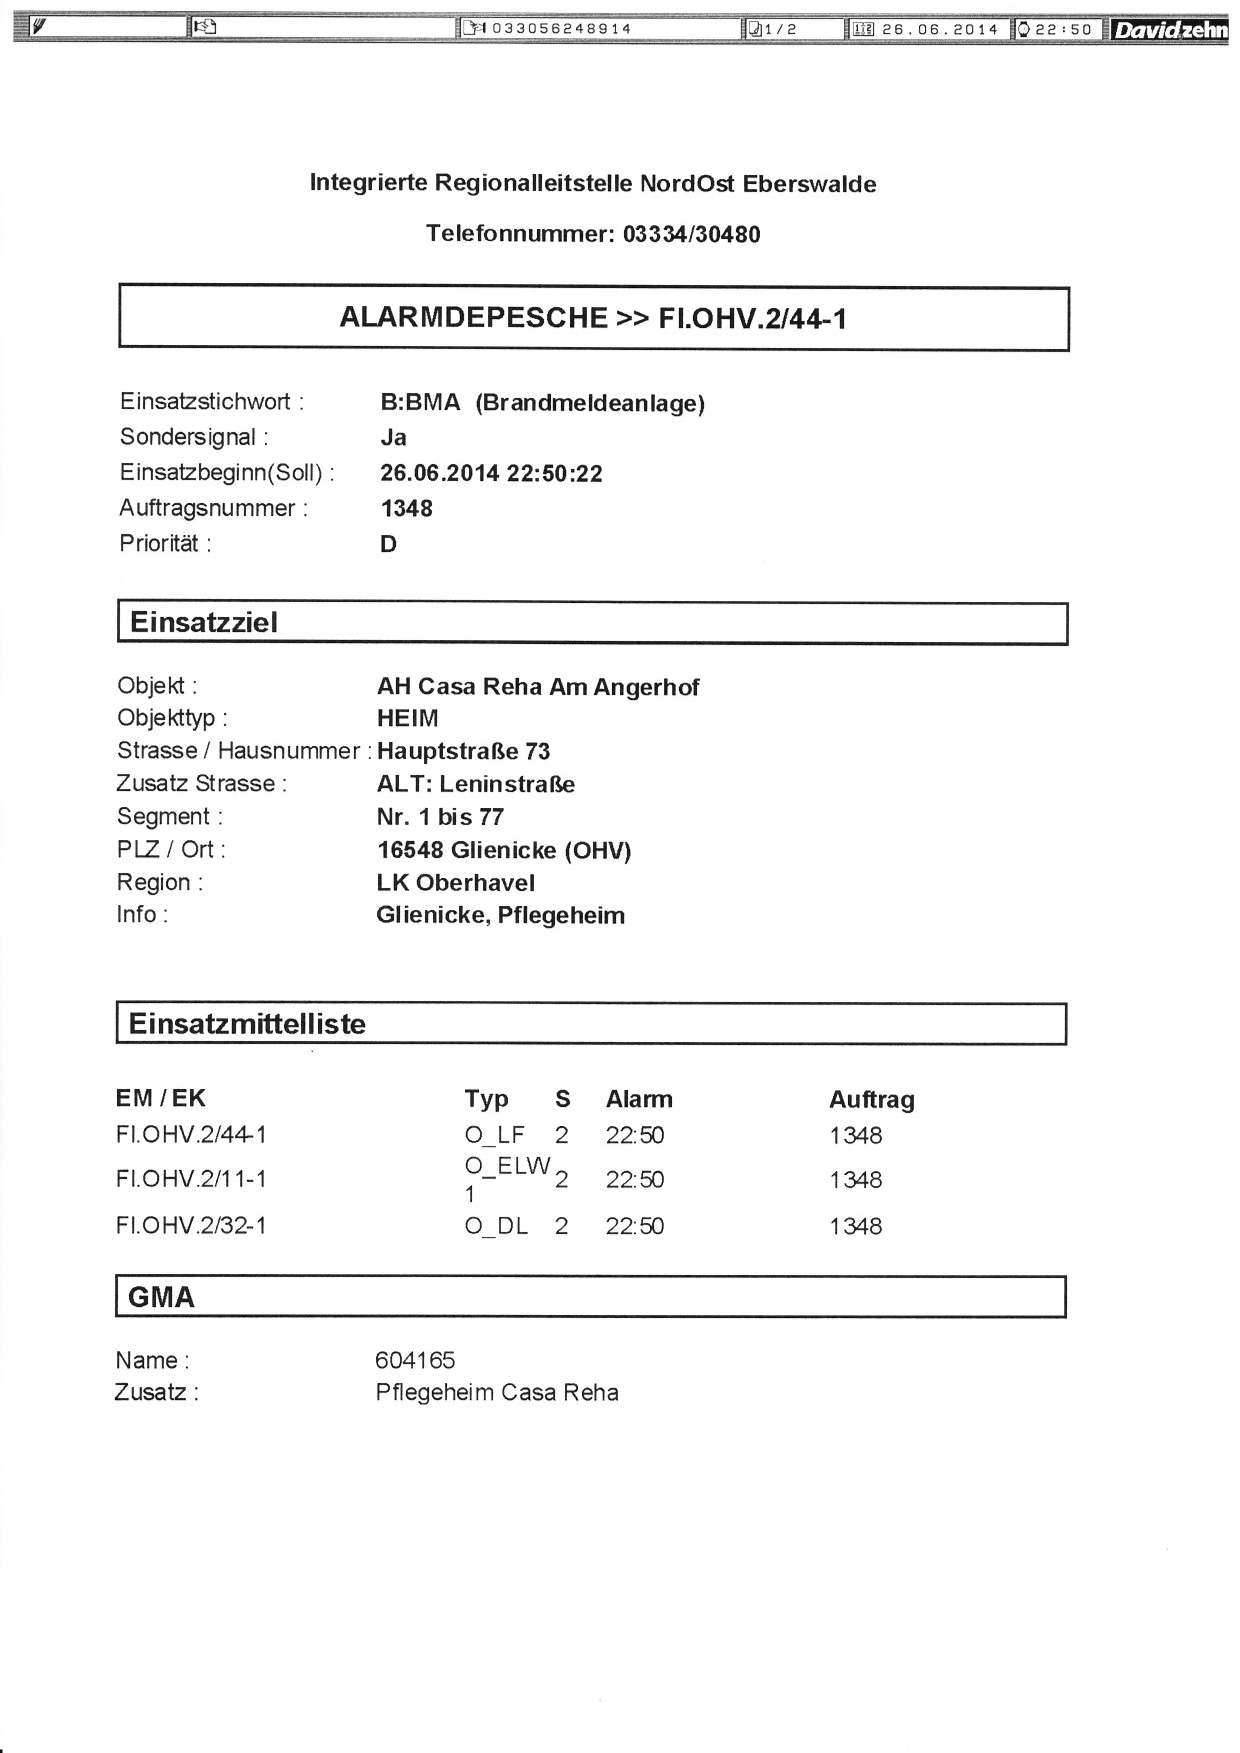 033056248914 1/2 26.06.2014 22:50 Davidzehn
Integrierte Regionalleitstelle NordOst Eberswalde
Telefonnummer: 03334/30480
ALARMDEPESCHE >> FI.OHV.2/44-1
Einsatzstichwort : B:BMA (Brandmeldeanlage)
Sondersignal : Ja
Einsatzbeginn(Soll) : 26.06.2014 22:50:22
Auftragsnummer : 1348
Priorität : D
Einsatzziel
Objekt : AH Casa Reha Am Angerhof
Objekttyp : HEIM
Strasse / Hausnummer : Hauptstraße 73
Zusatz Strasse : ALT: Leninstraße
Segment : Nr. 1 bis 77
PLZ / Ort : 16548 Glienicke (OHV)
Region : LK Oberhavel
Info : Glienicke, Pflegeheim
Einsatzmittelliste
EM / EK Typ S Alarm Auftrag
FI.OHV.2/44-1 O_LF 2 22:50 1348
FI.OHV.2/11-1 O_ELW 2 22:50 1348
1
FI.OHV.2/32-1 O_DL 2 22:50 1348
GMA
Name : 604165
Zusatz : Pflegeheim Casa Reha